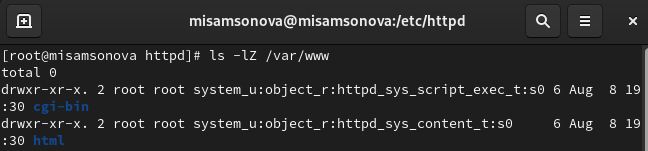 misamsonova@misamsonova:/etc/httpd
[root@misamsonova httpd]# ls -lZ /var/www
total 0
drwxr-xr-x. 2 root root system_u:object_r:httpd_sys_script_exec_t:s0 6 Aug  8 19
:30 cgi-bin
drwxr-xr-x. 2 root root system_u:object_r:httpd_sys_content_t:s0     6 Aug  8 19
:30 html